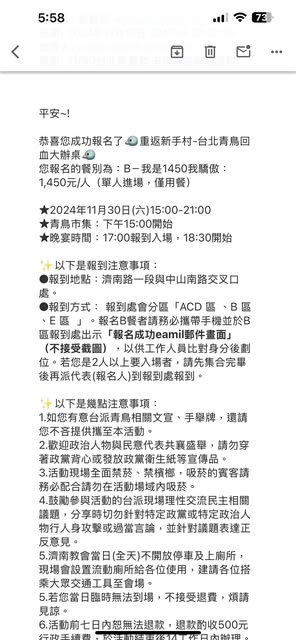 5:58
73
平安~!
恭喜您成功報名了🐦重返新手村-台北青鳥回
血大辦桌🐦
您報名的餐別為：B－我是1450我驕傲：
1,450元/人（單人進場，僅用餐）
★2024年11月30日(六)15:00-21:00
★青鳥市集：下午15:00開始
★晚宴時間：17:00報到入場，18:30開始
✨以下是報到注意事項：
●報到地點：濟南路一段與中山南路交叉口
處。
●報到方式： 報到處會分區「ACD 區 、B 區
、E 區 」。報名B餐者請務必攜帶手機並於B
區報到處出示「報名成功eamil郵件畫面」
（不接受截圖），以供工作人員比對身分後劃
位。若您是2人以上要入場者，請先集合完畢
後再派代表(報名人)到報到處報到。
✨以下是幾點注意事項：
1.如您有意台派青鳥相關文宣、手舉牌，還請
您不吝提供攜至本活動。
2.歡迎政治人物與民意代表共襄盛舉，請勿穿
著政黨背心或發放政黨衛生紙等宣傳品。
3.活動現場全面禁菸、禁檳榔，吸菸的賓客請
務必配合請勿在活動場域內吸菸。
4.鼓勵參與活動的台派現場理性交流民主相關
議題，分享時切勿針對特定政黨或特定政治人
物行人身攻擊或過當言論，並針對議題表達正
反意見。
5.濟南教會當日(全天)不開放停車及上廁所，
現場會設置流動廁所給各位使用，建請各位搭
乘大眾交通工具至會場。
5.若您當日臨時無法到場，不接受退費，煩請
見諒。
6.活動前七日內恕無法退款，退款酌收500元
行政手續費，於活動結束後14工作日內辦理。